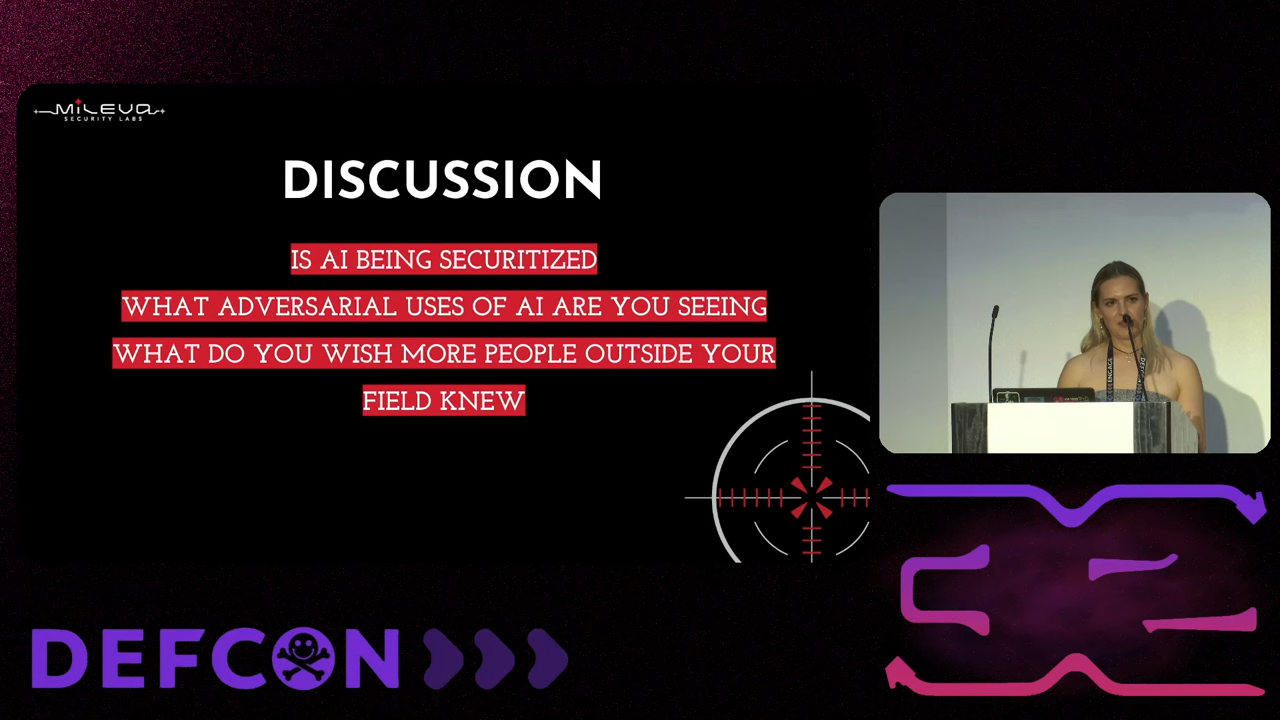 MiLEVA
SECURITY LABS
DISCUSSION
IS AI BEING SECURITIZED
WHAT ADVERSARIAL USES OF AI ARE YOU SEEING
WHAT DO YOU WISH MORE PEOPLE OUTSIDE YOUR
FIELD KNEW
ENGAGE
DEFCON